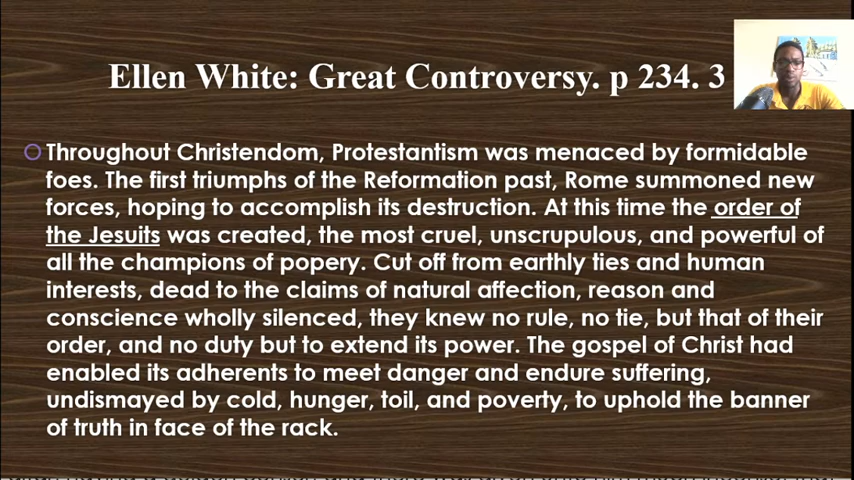 Ellen White: Great Controversy. p 234. 3
Throughout Christendom, Protestantism was menaced by formidable
foes. The first triumphs of the Reformation past, Rome summoned new
forces, hoping to accomplish its destruction. At this time the order of
the Jesuits was created, the most cruel, unscrupulous, and powerful of
all the champions of popery. Cut off from earthly ties and human
interests, dead to the claims of natural affection, reason and
conscience wholly silenced, they knew no rule, no tie, but that of their
order, and no duty but to extend its power. The gospel of Christ had
enabled its adherents to meet danger and endure suffering,
undismayed by cold, hunger, toil, and poverty, to uphold the banner
of truth in face of the rack.